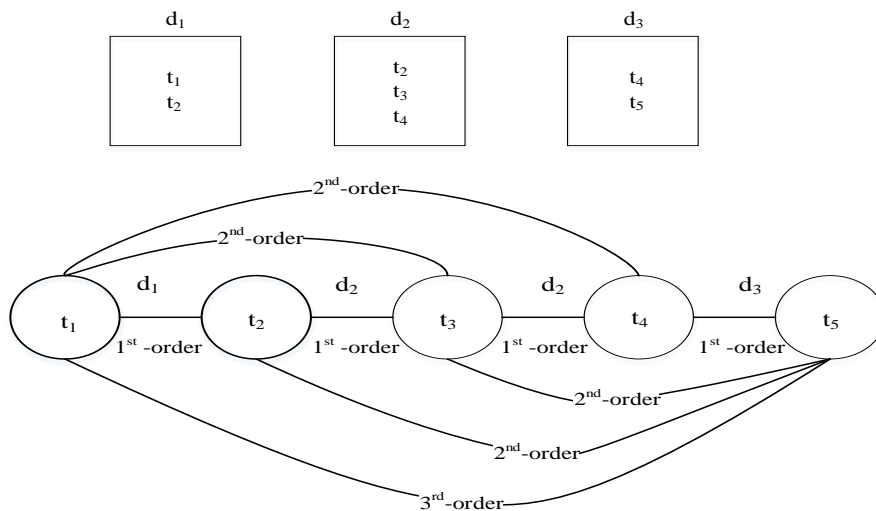 d₁ d₂ d₃
t₁ t₂ t₄
t₂ t₃ t₅
t₄
2ⁿᵈ-order
2ⁿᵈ-order
d₁ d₂ d₂ d₃
t₁ t₂ t₃ t₄ t₅
1ˢᵗ -order 1ˢᵗ -order 1ˢᵗ -order 1ˢᵗ -order
2ⁿᵈ-order
2ⁿᵈ-order
3ʳᵈ-order